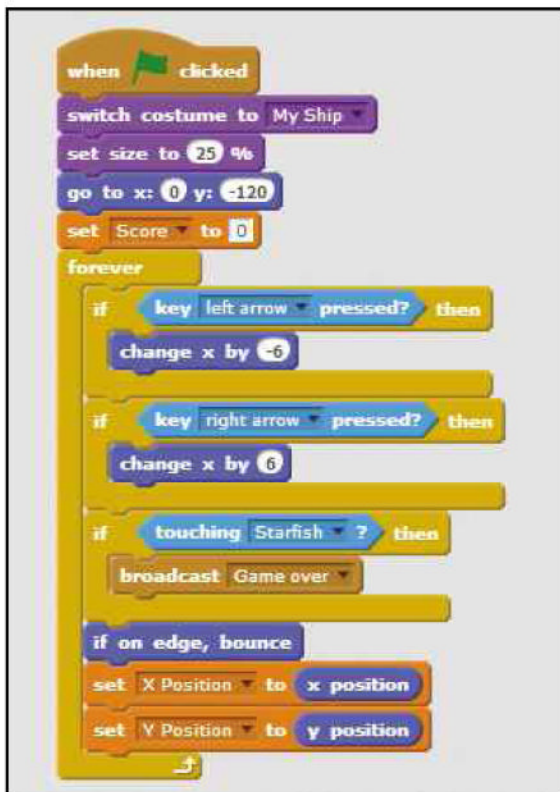 when clicked
switch costume to My Ship
set size to 25 %
go to x: 0 y: -120
set Score to 0
forever
if key left arrow pressed? then
change x by -6
if key right arrow pressed? then
change x by 6
if touching Starfish ? then
broadcast Game over
if on edge, bounce
set X Position to x position
set Y Position to y position